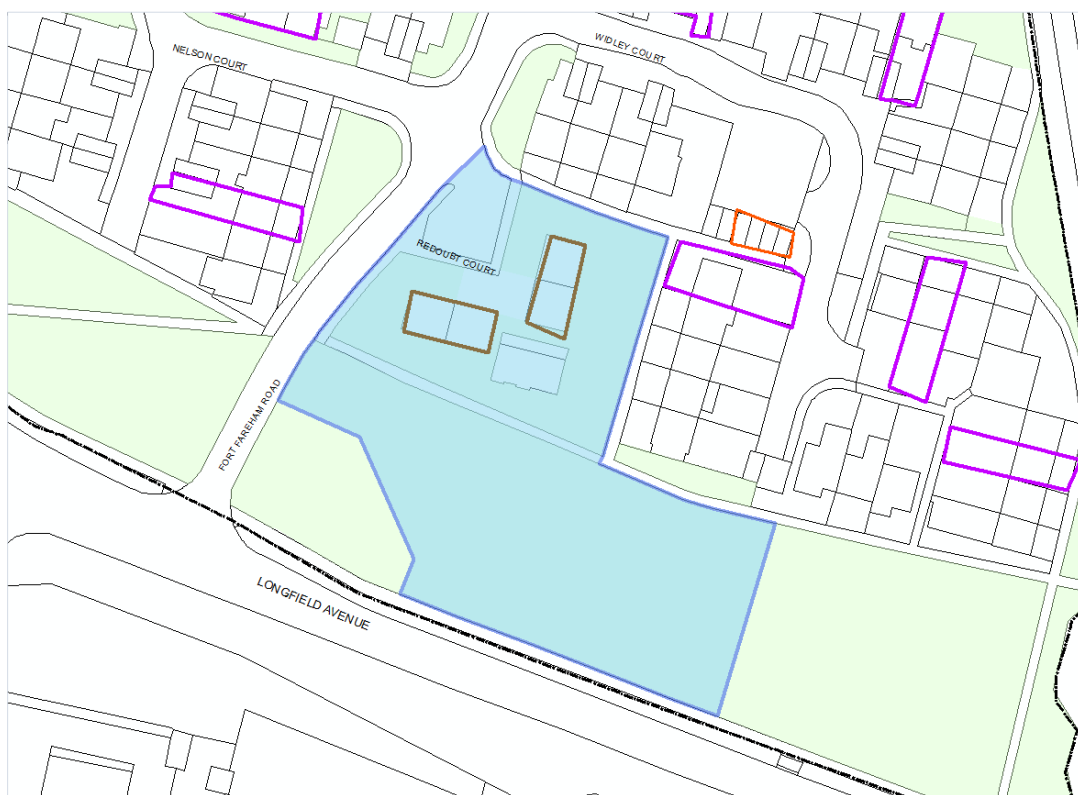 NELSON COURT
WIDLEY COURT
REDOUBT COURT
FORT FAREHAM ROAD
LONGFIELD AVENUE